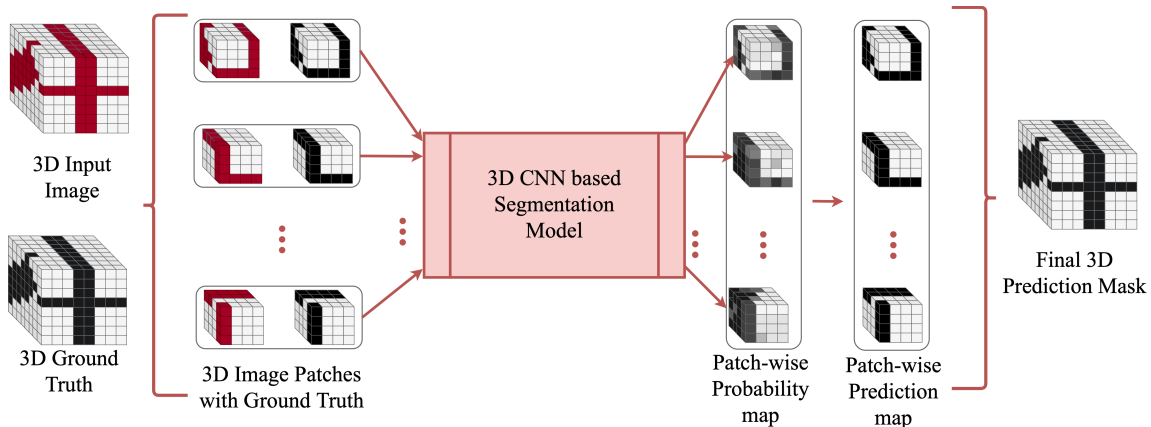 3D Input
Image
3D Ground
Truth
3D Image Patches
with Ground Truth
3D CNN based
Segmentation
Model
Patch-wise
Probability
map
Patch-wise
Prediction
map
Final 3D
Prediction Mask